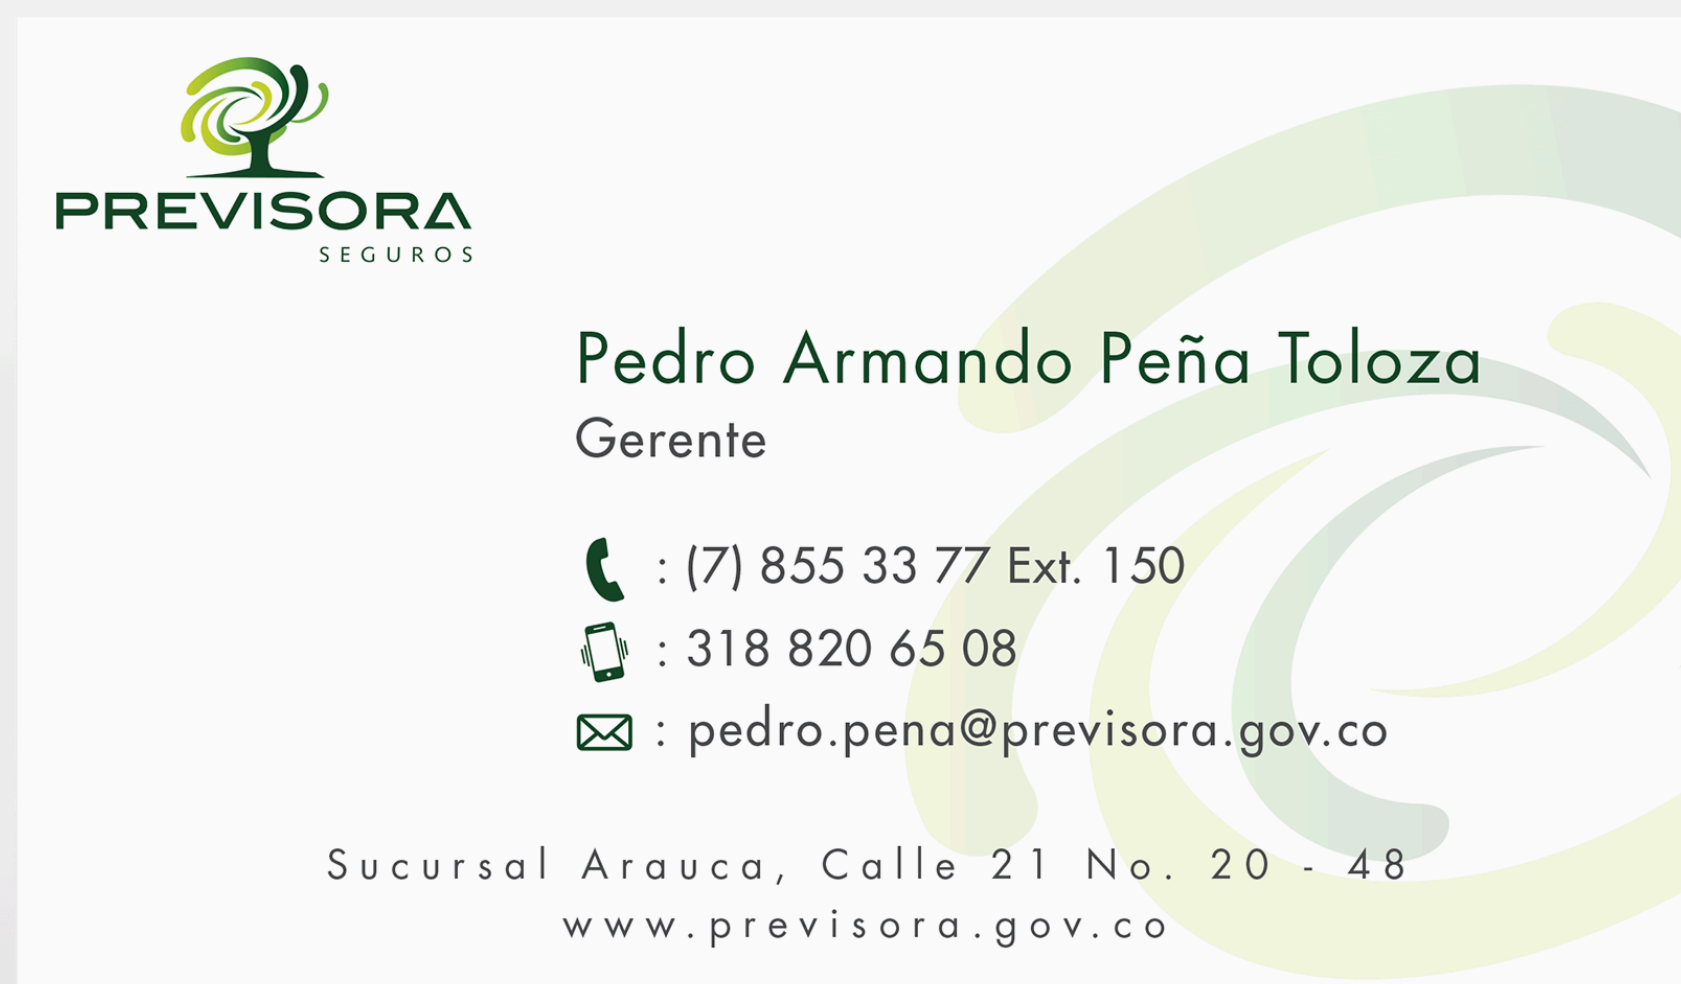 PREVISORA
SEGUROS
Pedro Armando Peña Toloza
Gerente
: (7) 855 33 77 Ext. 150
: 318 820 65 08
: pedro.pena@previsora.gov.co
Sucursal Arauca, Calle 21 No. 20 - 48
www.previsora.gov.co